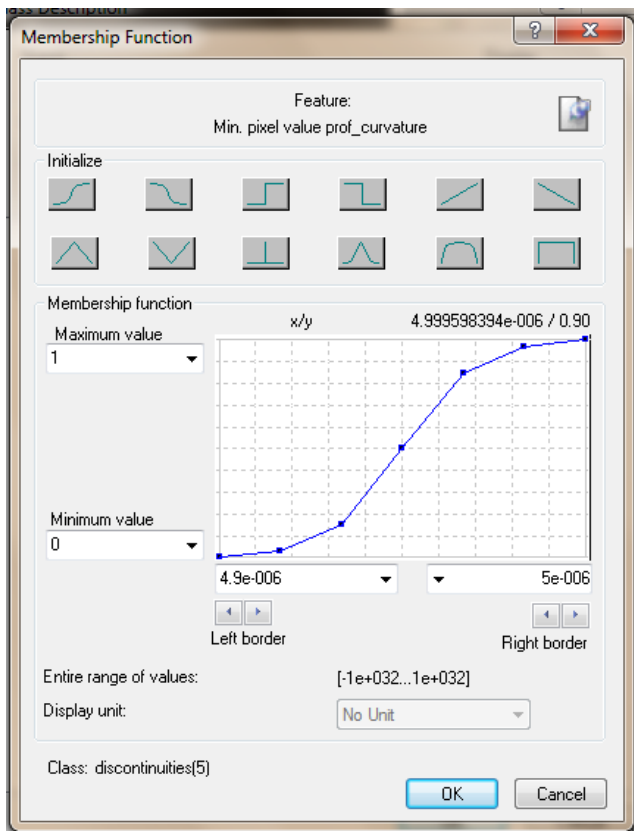 ass Description
Membership Function
Feature:
Min. pixel value prof_curvature
Initialize
Membership function
x/y 4.999598394e-006 / 0.90
Maximum value
1
Minimum value
0
4.9e-006 5e-006
Left border
Right border
Entire range of values: [-1e+032...1e+032]
Display unit: No Unit
Class: discontinuities(5)
OK Cancel